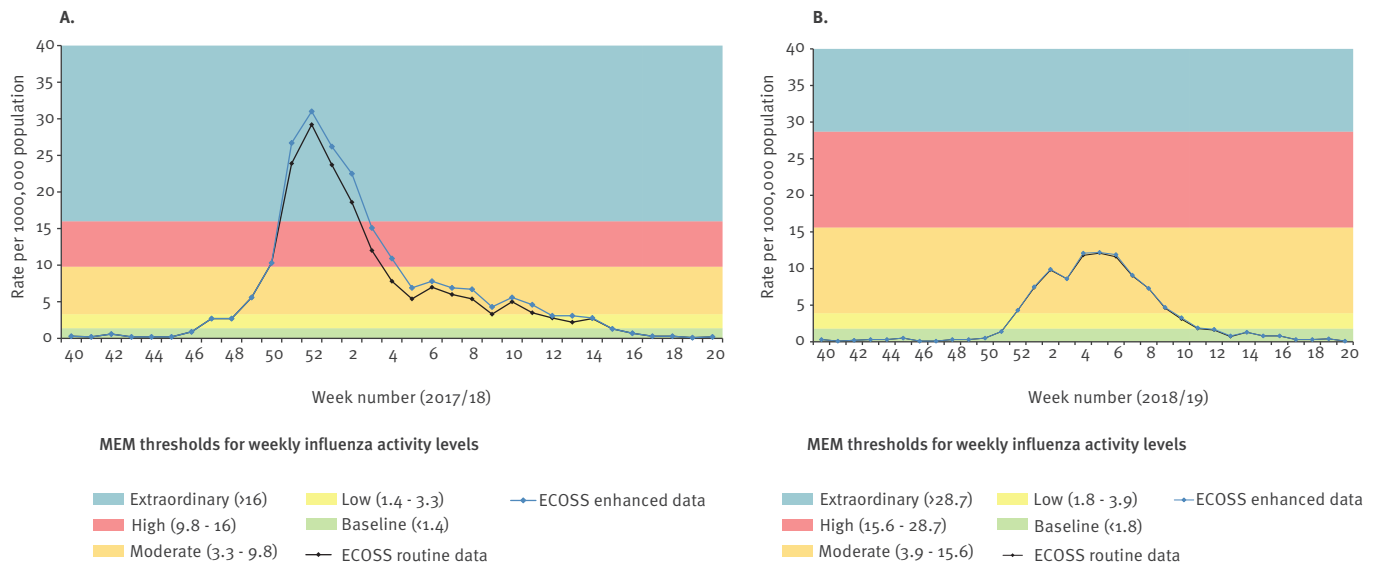 A.
Rate per 1000,000 population
40
35
30
25
20
15
10
5
0
40 42 44 46 48 50 52 2 4 6 8 10 12 14 16 18 20
Week number (2017/18)
MEM thresholds for weekly influenza activity levels
Extraordinary (>16)
High (9.8 - 16)
Moderate (3.3 - 9.8)
Low (1.4 - 3.3)
Baseline (<1.4)
ECOSS enhanced data
ECOSS routine data
B.
Rate per 1000,000 population
40
35
30
25
20
15
10
5
0
40 42 44 46 48 50 52 2 4 6 8 10 12 14 16 18 20
Week number (2018/19)
MEM thresholds for weekly influenza activity levels
Extraordinary (>28.7)
High (15.6 - 28.7)
Moderate (3.9 - 15.6)
Low (1.8 - 3.9)
Baseline (<1.8)
ECOSS enhanced data
ECOSS routine data